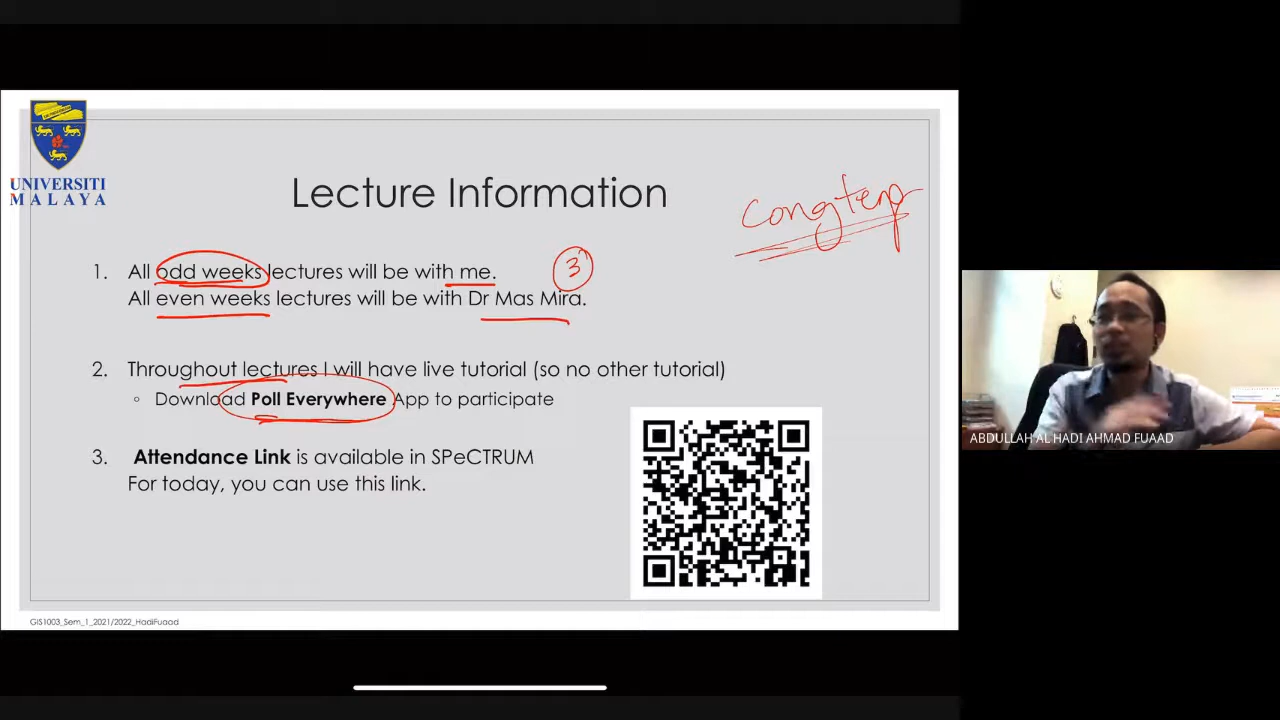 UNIVERSITI
MALAYA
Lecture Information
congtenp
1. All odd weeks lectures will be with me.
3
All even weeks lectures will be with Dr Mas Mira.
2. Throughout lectures I will have live tutorial (so no other tutorial)
◦ Download Poll Everywhere App to participate
3. Attendance Link is available in SPeCTRUM
For today, you can use this link.
GIS1003_Sem_1_2021/2022_HadiFuaad
ABDULLAH AL HADI AHMAD FUAAD